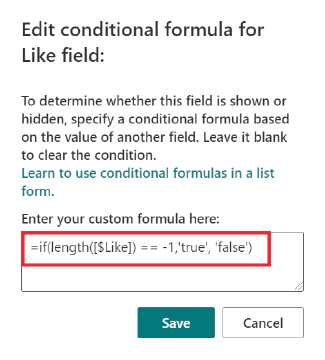 Edit conditional formula for
Like field:
To determine whether this field is shown or
hidden, specify a conditional formula based
on the value of another field. Leave it blank
to clear the condition.
Learn to use conditional formulas in a list
form.
Enter your custom formula here:
=if(length([$Like]) == -1,'true', 'false')
Save
Cancel